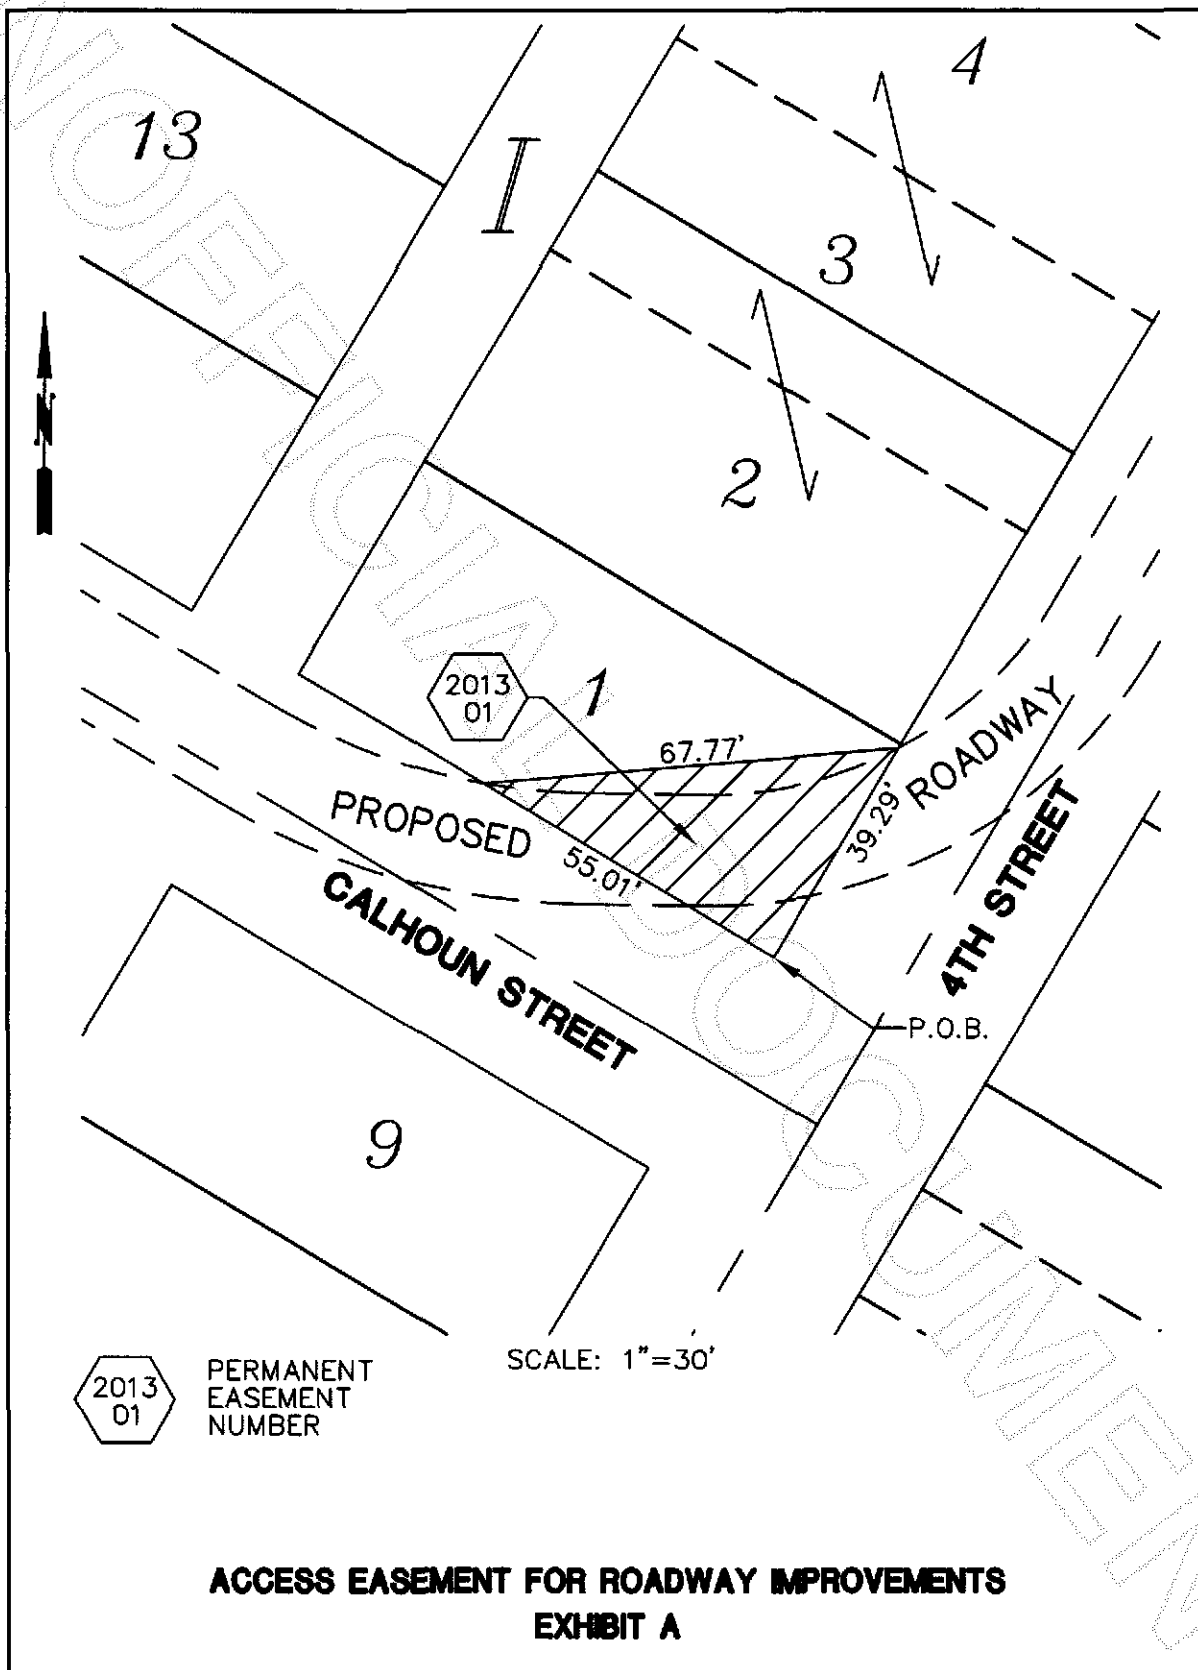 4
13
I
3
N
2
2013
01
1
67.77'
ROADWAY
PROPOSED
39.29'
55.01'
4TH STREET
CALHOUN STREET
P.O.B.
9
SCALE: 1"=30'
2013
01
PERMANENT
EASEMENT
NUMBER
ACCESS EASEMENT FOR ROADWAY IMPROVEMENTS
EXHIBIT A